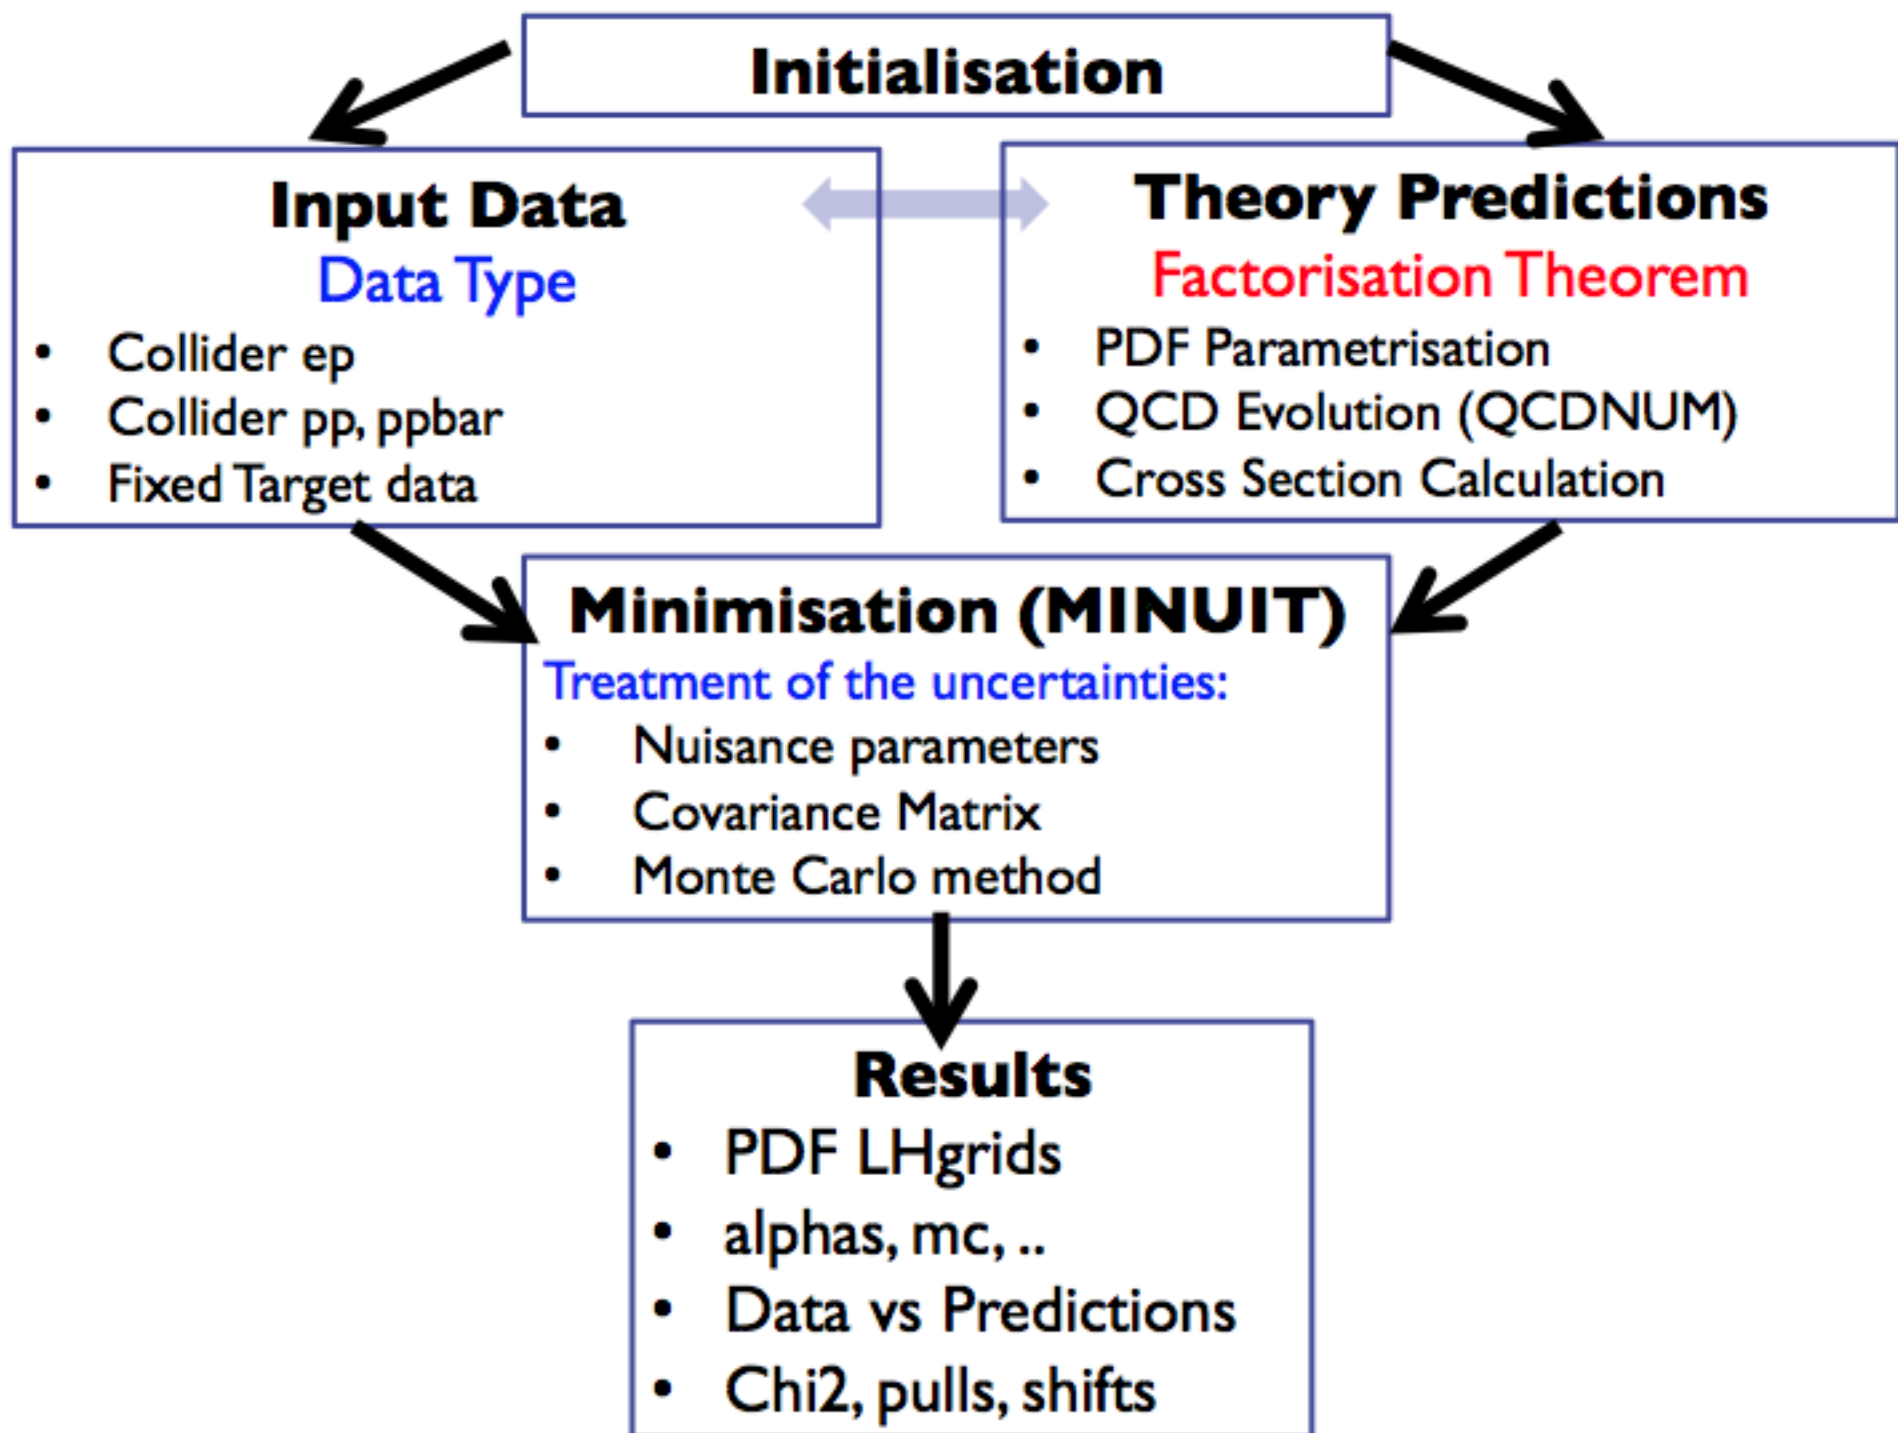 Initialisation
Input Data
Data Type
• Collider ep
• Collider pp, ppbar
• Fixed Target data
Theory Predictions
Factorisation Theorem
• PDF Parametrisation
• QCD Evolution (QCDNUM)
• Cross Section Calculation
Minimisation (MINUIT)
Treatment of the uncertainties:
• Nuisance parameters
• Covariance Matrix
• Monte Carlo method
Results
• PDF LHgrids
• alphas, mc, ..
• Data vs Predictions
• Chi2, pulls, shifts